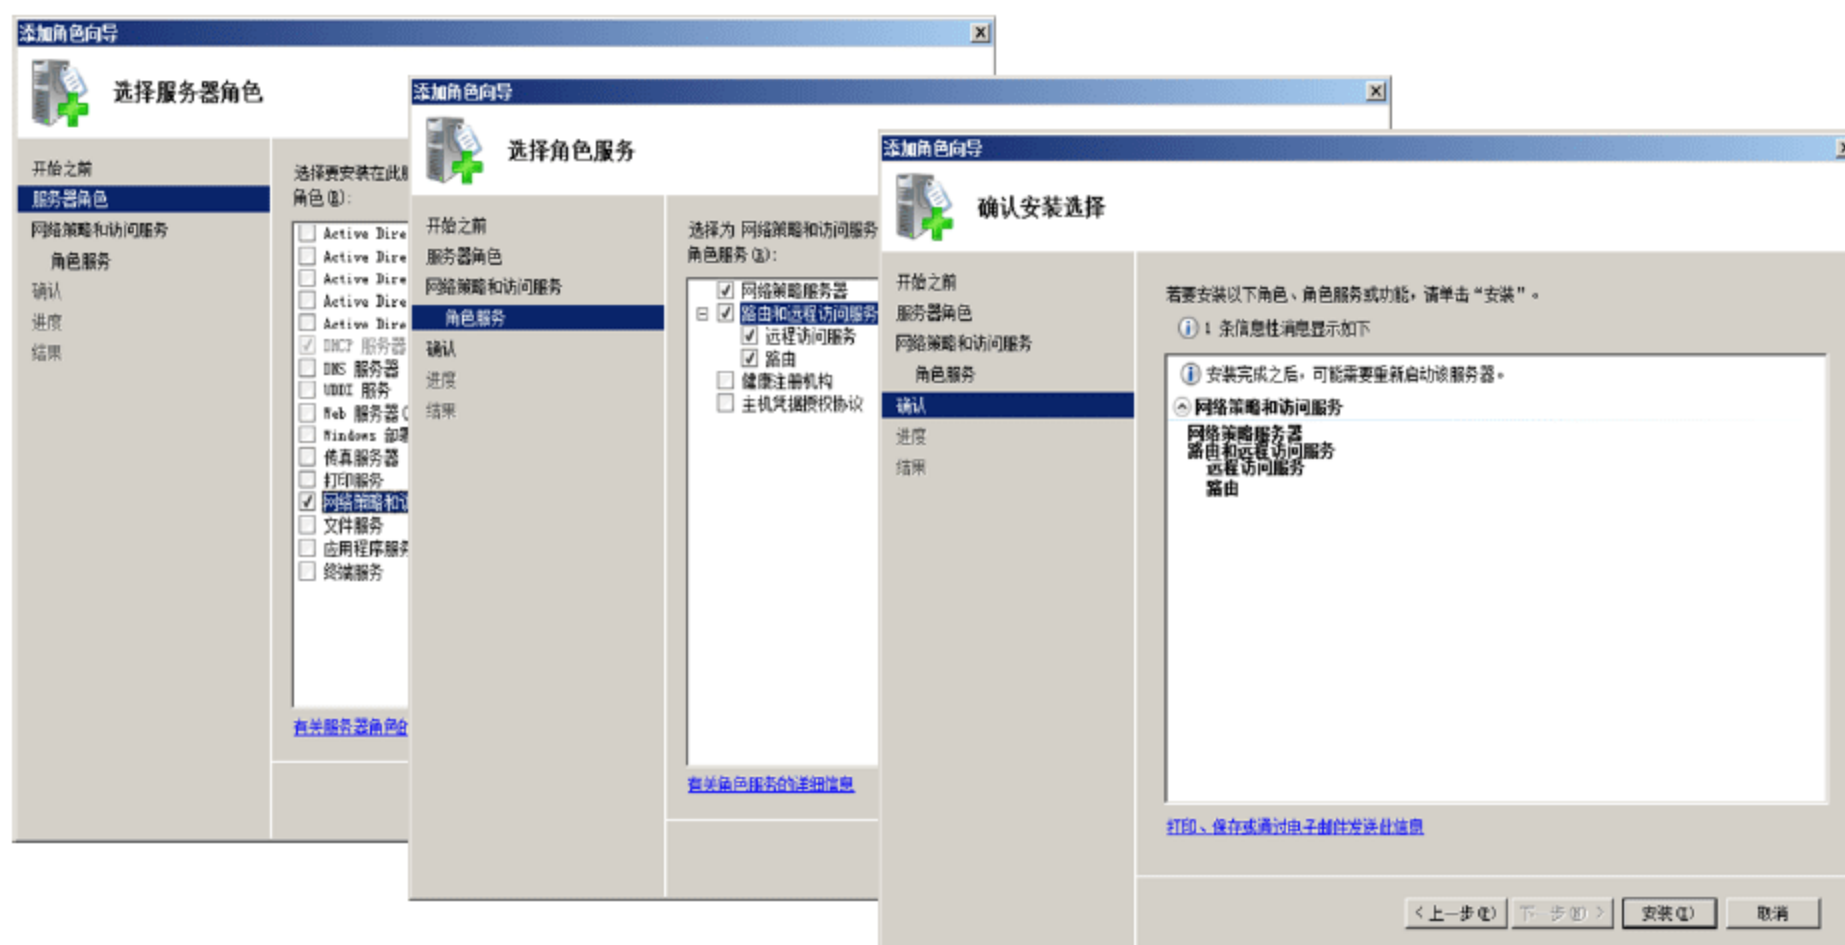 添加角色向导
选择服务器角色
开始之前
服务器角色
网络策略和访问服务
角色服务
确认
进度
结果
选择要安装在此
角色(R):
Active Dire
Active Dire
Active Dire
Active Dire
Active Dire
DHCP 服务器
DNS 服务器
UDDI 服务
Web 服务器(
Windows 部
传真服务器
打印服务
网络策略和
文件服务
应用程序服务
终端服务
有关服务器角色的
添加角色向导
选择角色服务
开始之前
服务器角色
网络策略和访问服务
角色服务
确认
进度
结果
选择为 网络策略和访问服务
角色服务(R):
网络策略服务器
路由和远程访问服务
远程访问服务
路由
健康注册机构
主机凭据授权协议
有关角色服务的详细信息
添加角色向导
确认安装选择
开始之前
服务器角色
网络策略和访问服务
角色服务
确认
进度
结果
若要安装以下角色、角色服务或功能，请单击“安装”。
1 条信息性消息显示如下
安装完成之后，可能需要重新启动该服务器。
网络策略和访问服务
网络策略服务器
路由和远程访问服务
远程访问服务
路由
打印、保存或通过电子邮件发送此信息
< 上一步(P)
下一步(N) >
安装(I)
取消